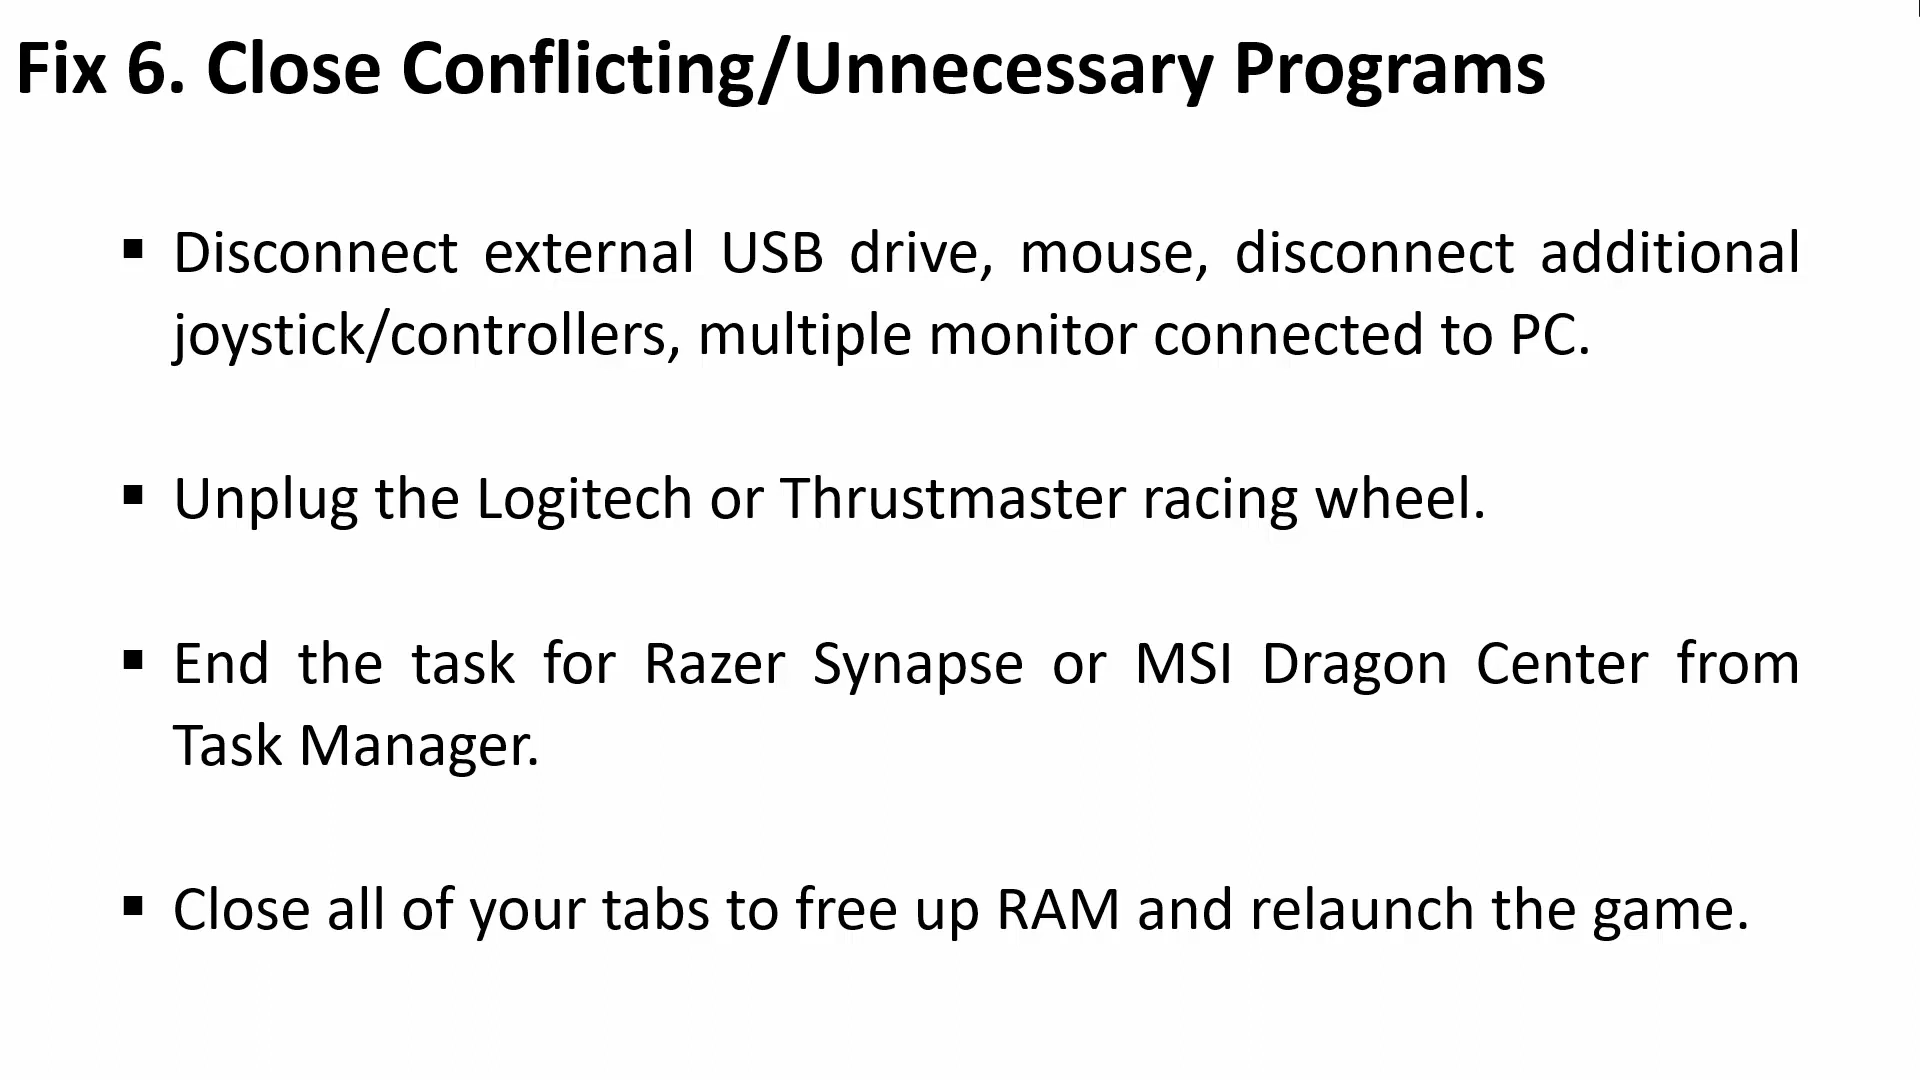 Fix 6. Close Conflicting/Unnecessary Programs
▪ Disconnect external USB drive, mouse, disconnect additional
joystick/controllers, multiple monitor connected to PC.
▪ Unplug the Logitech or Thrustmaster racing wheel.
▪ End the task for Razer Synapse or MSI Dragon Center from
Task Manager.
▪ Close all of your tabs to free up RAM and relaunch the game.